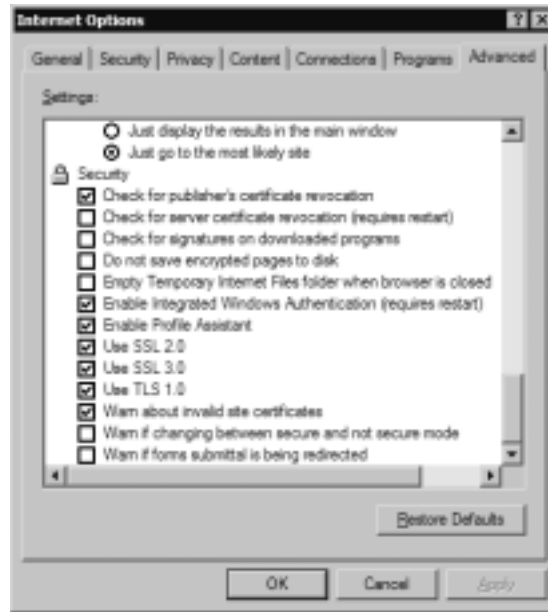 Internet Options
General Security Privacy Content Connections Programs Advanced
Settings:
Just display the results in the main window
Just go to the most likely site
Security
Check for publisher's certificate revocation
Check for server certificate revocation (requires restart)
Check for signatures on downloaded programs
Do not save encrypted pages to disk
Empty Temporary Internet Files folder when browser is closed
Enable Integrated Windows Authentication (requires restart)
Enable Profile Assistant
Use SSL 2.0
Use SSL 3.0
Use TLS 1.0
Warn about invalid site certificates
Warn if changing between secure and not secure mode
Warn if forms submittal is being redirected
Restore Defaults
OK Cancel Apply